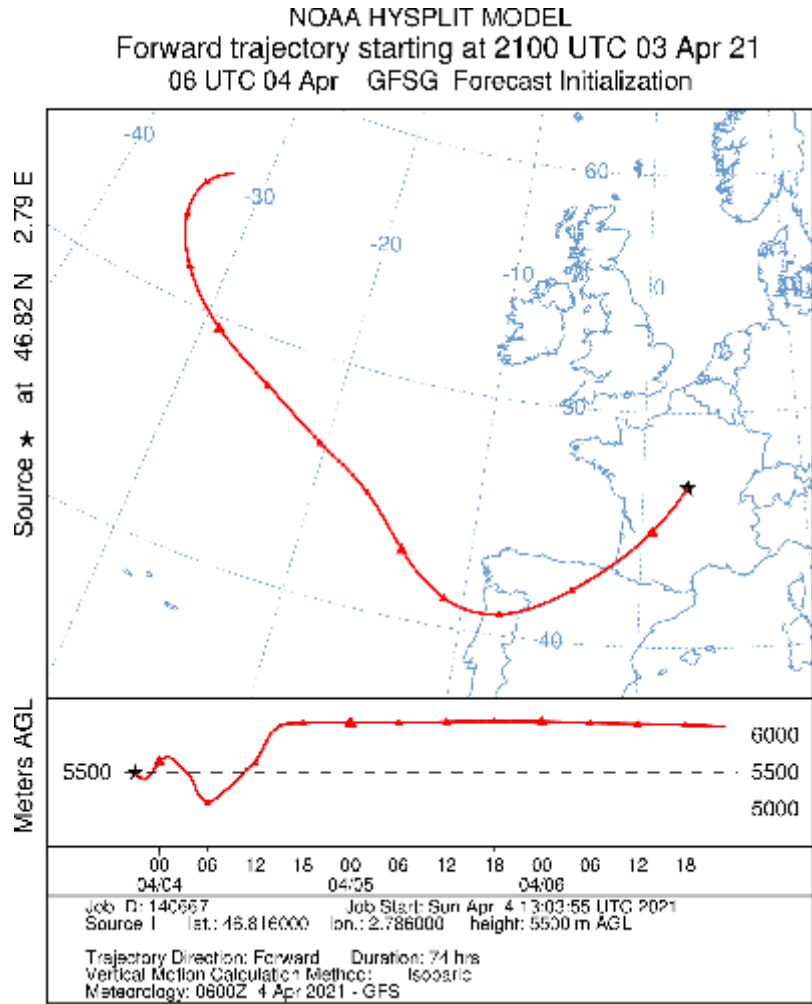 NOAA HYSPLIT MODEL
Forward trajectory starting at 2100 UTC 03 Apr 21
06 UTC 04 Apr GFSG Forecast Initialization
Source ★ at 46.82 N 2.79 E
-40
-30
-20
-10
0
60
50
-40
Meters AGL
5500
6000
5500
5000
00 06 12 18 00 06 12 18 00 06 12 18
04/04 04/05 04/06
Job ID: 140667 Job Start: Sun Apr 4 13:03:55 UTC 2021
Source 1 lat.: 46.816000 lon.: 2.786000 height: 5500 m AGL
Trajectory Direction: Forward Duration: 74 hrs
Vertical Motion Calculation Method: Isobaric
Meteorology: 0600Z 4 Apr 2021 - GFS